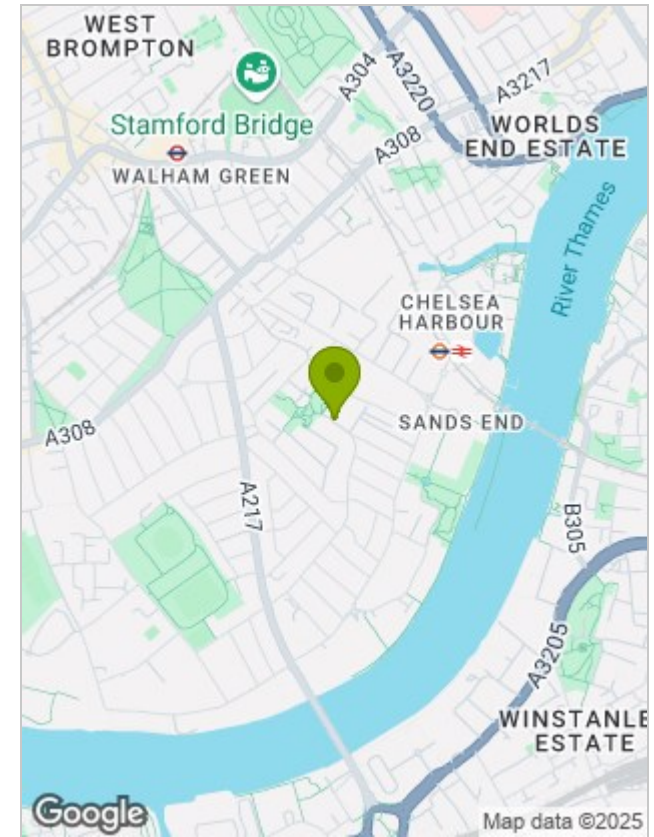 WEST
BROMPTON
A304
A3220
A3217
Stamford Bridge
A308
WORLDS
END ESTATE
WALHAM GREEN
River Thames
CHELSEA
HARBOUR
A308
SANDS END
A217
B305
A3205
WINSTANLE
ESTATE
Google
Map data ©2025